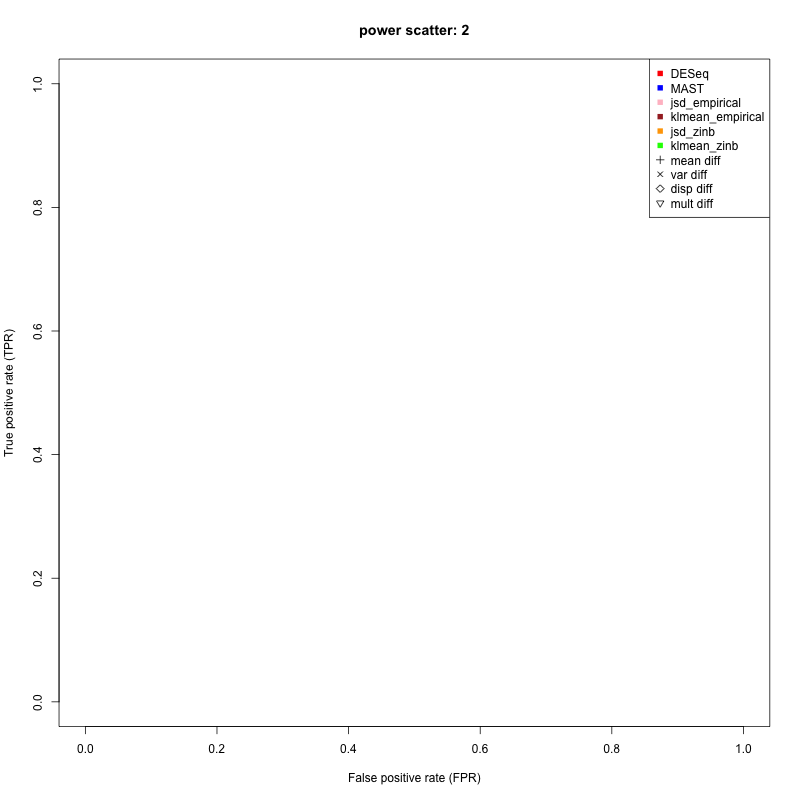 power scatter: 2
DESeq
MAST
jsd_empirical
klmean_empirical
jsd_zinb
klmean_zinb
mean diff
var diff
disp diff
mult diff
True positive rate (TPR)
1.0
0.8
0.6
0.4
0.2
0.0
0.0 0.2 0.4 0.6 0.8 1.0
False positive rate (FPR)